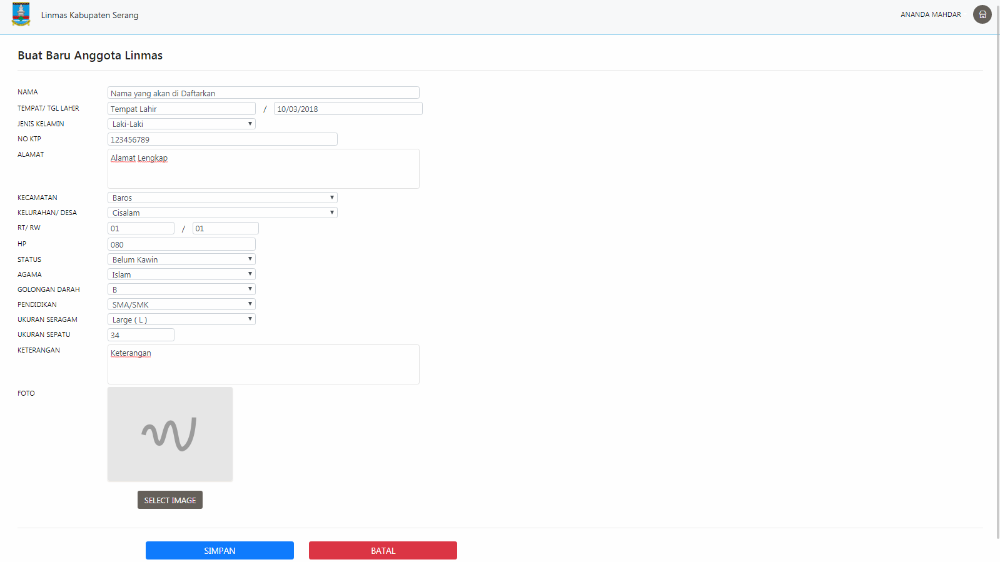 Linmas Kabupaten Serang
ANANDA MAHDAR
Buat Baru Anggota Linmas
NAMA Nama yang akan di Daftarkan
TEMPAT/ TGL LAHIR Tempat Lahir / 10/03/2018
JENIS KELAMIN Laki-Laki
NO KTP 123456789
ALAMAT Alamat Lengkap
KECAMATAN Baros
KELURAHAN/ DESA Cisalam
RT/ RW 01 / 01
HP 080
STATUS Belum Kawin
AGAMA Islam
GOLONGAN DARAH B
PENDIDIKAN SMA/SMK
UKURAN SERAGAM Large ( L )
UKURAN SEPATU 34
KETERANGAN Keterangan
FOTO
SELECT IMAGE
SIMPAN BATAL